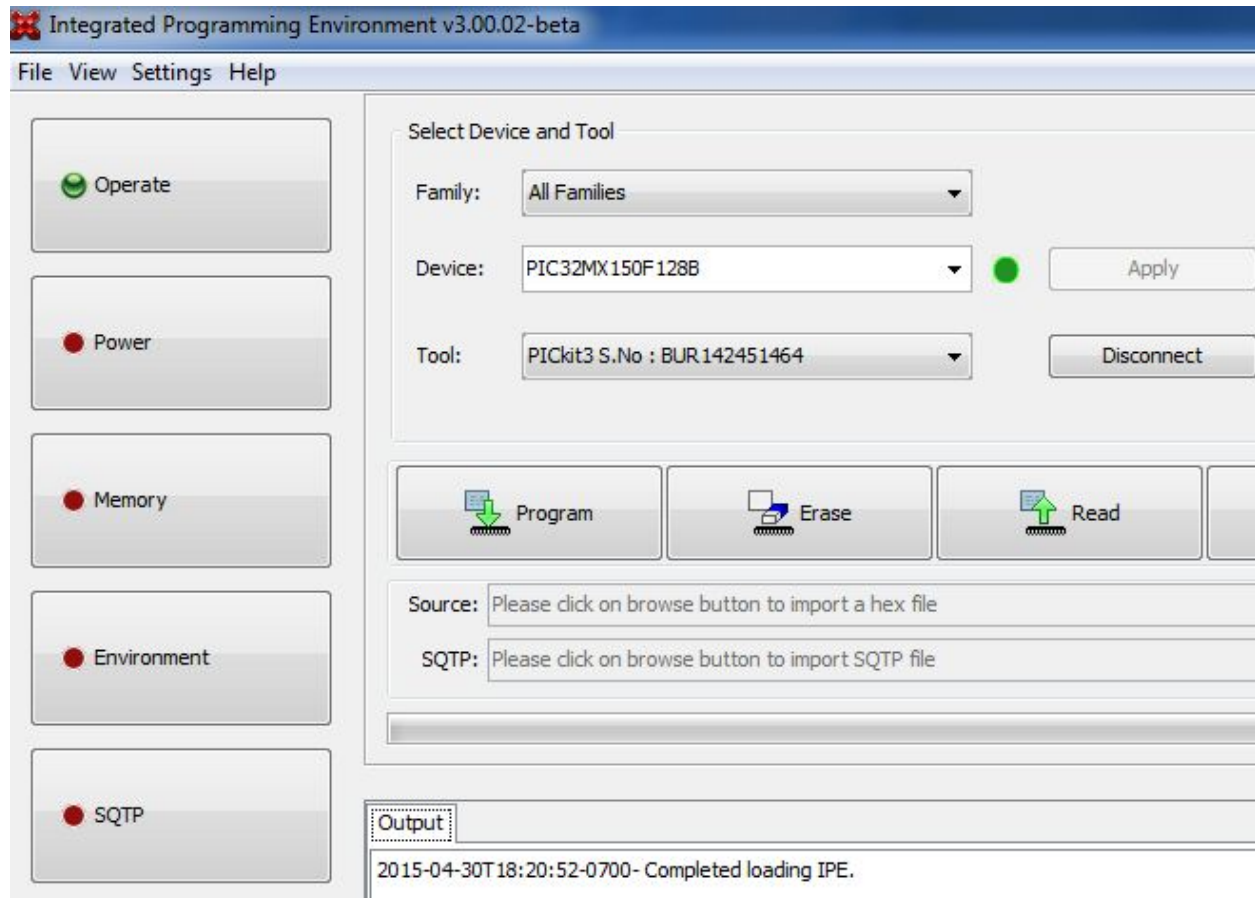 Integrated Programming Environment v3.00.02-beta
File View Settings Help
Operate
Power
Memory
Environment
SQTP
Select Device and Tool
Family: All Families
Device: PIC32MX150F128B Apply
Tool: PICkit3 S.No : BUR142451464 Disconnect
Program Erase Read
Source: Please click on browse button to import a hex file
SQTP: Please click on browse button to import SQTP file
Output
2015-04-30T18:20:52-0700- Completed loading IPE.